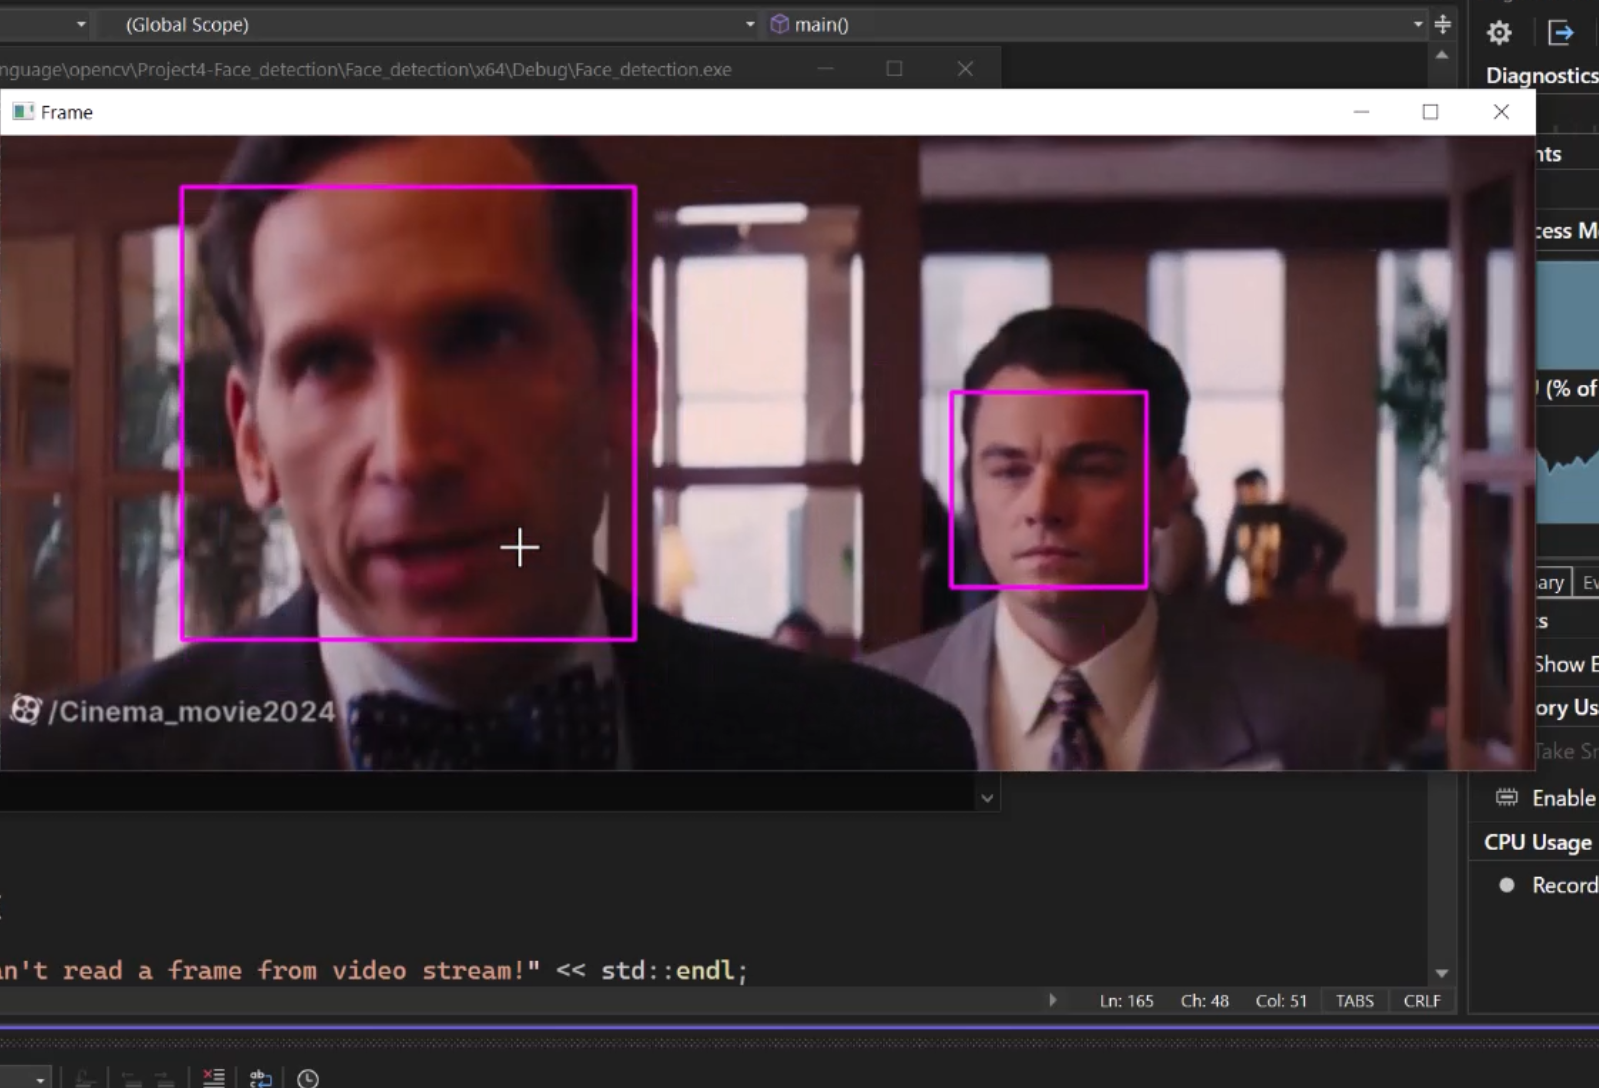 (Global Scope)
main()
nguage\opencv\Project4-Face_detection\Face_detection\x64\Debug\Face_detection.exe
Diagnostics
Frame
nts
cess M
(% of
/Cinema_movie2024
ary
Ev
ts
Show E
ory Us
Take Sn
Enable
CPU Usage
Record
an't read a frame from video stream!" << std::endl;
Ln: 165
Ch: 48
Col: 51
TABS
CRLF